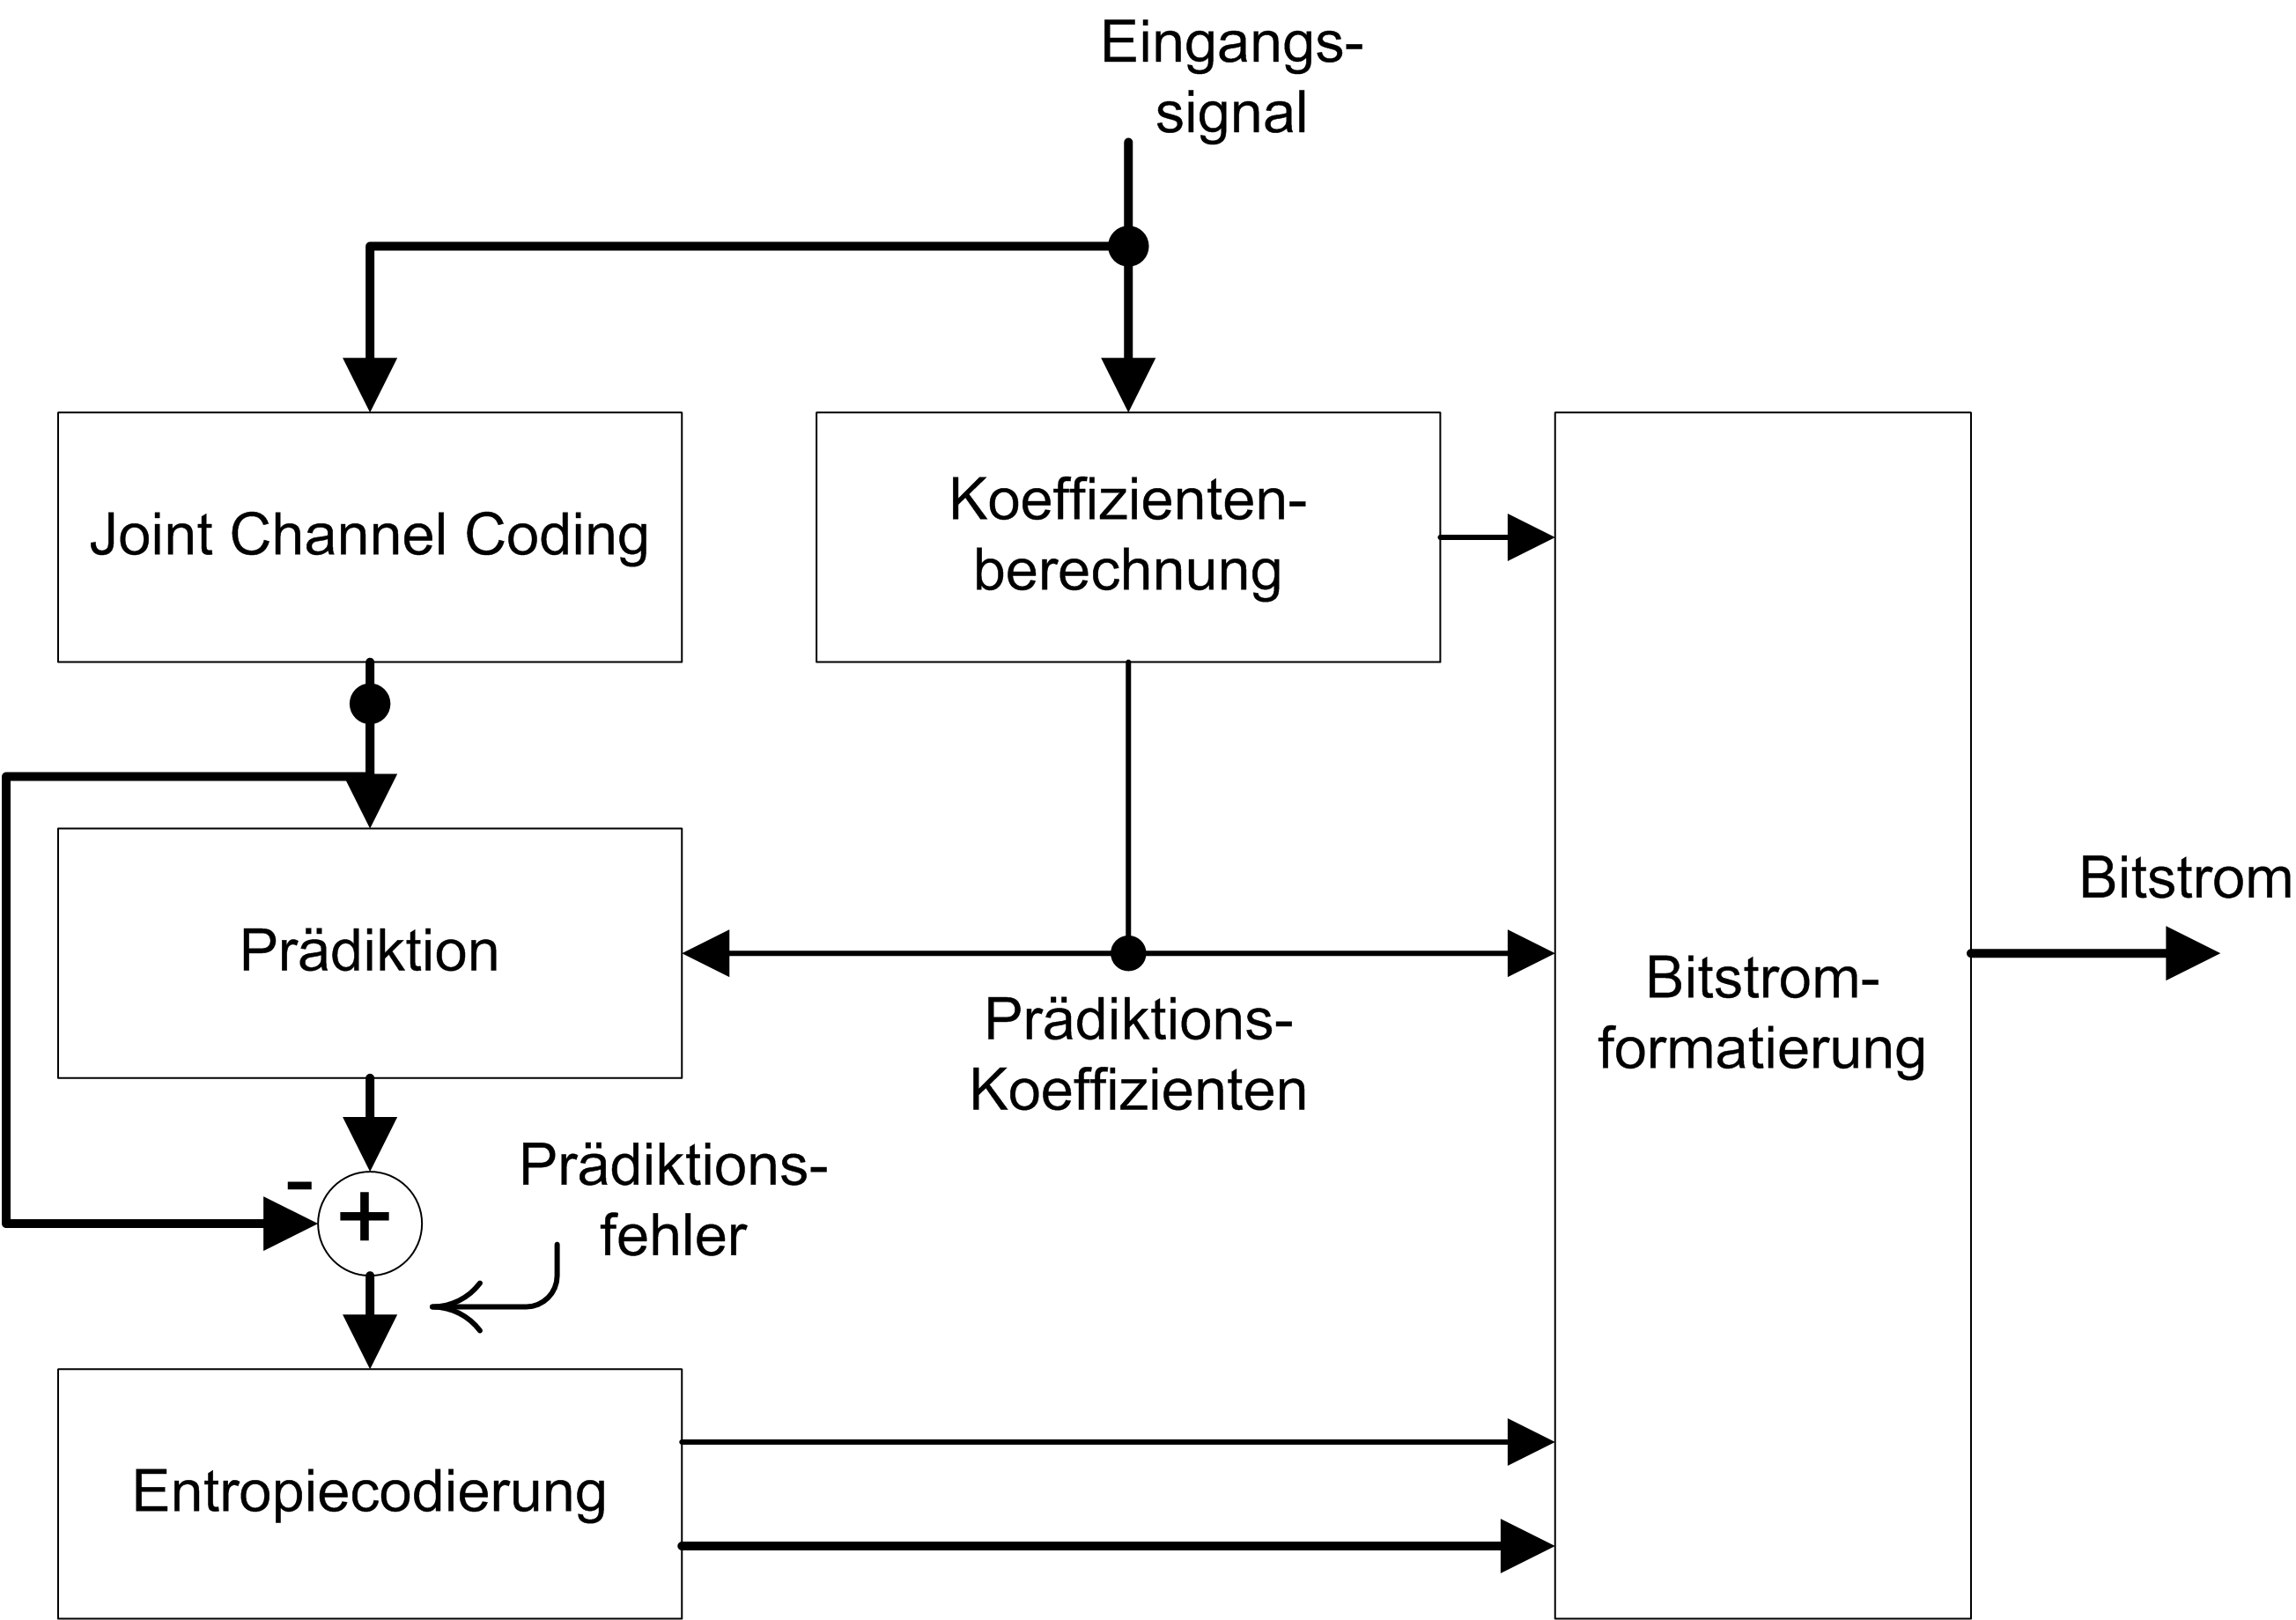 Eingangs-
signal
Joint Channel Coding
Koeffizienten-
berechnung
Prädiktion
Prädiktions-
Koeffizienten
Bitstrom-
formatierung
Bitstrom
-
+
Prädiktions-
fehler
Entropiecodierung